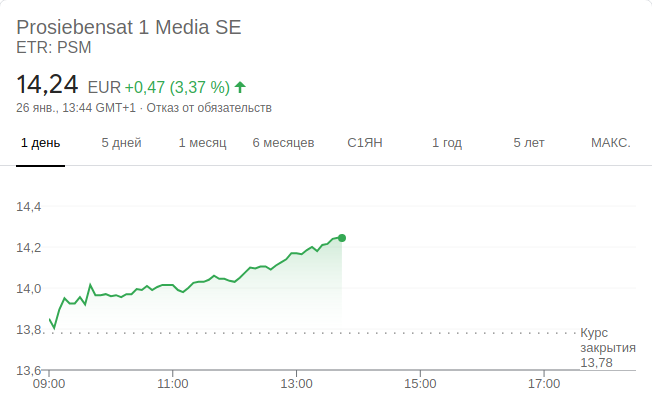 Prosiebensat 1 Media SE
ETR: PSM
14,24 EUR +0,47 (3,37 %)
26 янв., 13:44 GMT+1 · Отказ от обязательств
1 день 5 дней 1 месяц 6 месяцев С1ЯН 1 год 5 лет МАКС.
14,4
14,2
14,0
13,8
Курс
закрытия
13,78
13,6
09:00 11:00 13:00 15:00 17:00